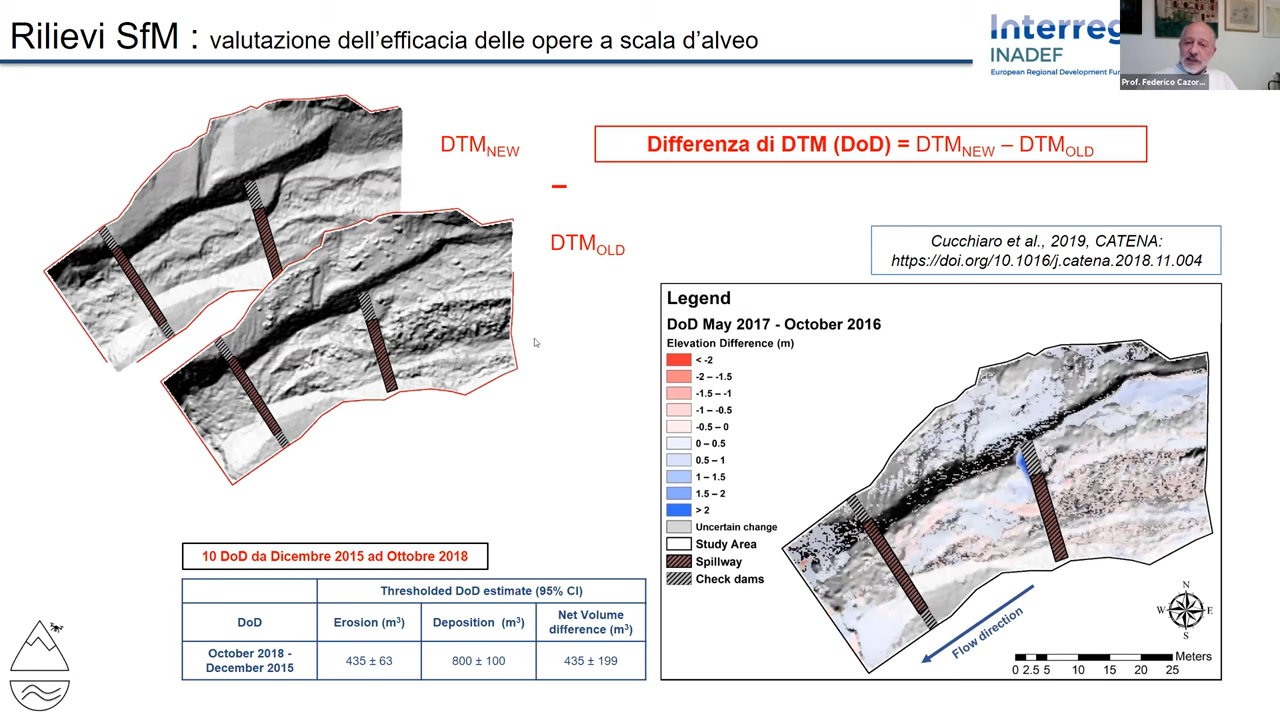 Rilievi SfM : valutazione dell'efficacia delle opere a scala d'alveo
Interreg
INADEF
European Regional Development Fun
Prof. Federico Cazor...
DTMNEW
–
DTMOLD
Differenza di DTM (DoD) = DTMNEW – DTMOLD
Cucchiaro et al., 2019, CATENA:
https://doi.org/10.1016/j.catena.2018.11.004
Legend
DoD May 2017 - October 2016
Elevation Difference (m)
< -2
-2 – -1.5
-1.5 – -1
-1 – -0.5
-0.5 – 0
0 – 0.5
0.5 – 1
1 – 1.5
1.5 – 2
> 2
Uncertain change
Study Area
Spillway
Check dams
Flow direction
N
W E
S
Meters
0 2.5 5 10 15 20 25
10 DoD da Dicembre 2015 ad Ottobre 2018
Thresholded DoD estimate (95% CI)
DoD Erosion (m³) Deposition (m³) Net Volume difference (m³)
October 2018 - December 2015 435 ± 63 800 ± 100 435 ± 199